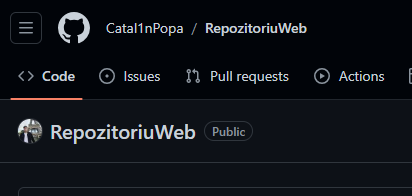 Catal1nPopa / RepozitoriuWeb
Code Issues Pull requests Actions
RepozitoriuWeb Public